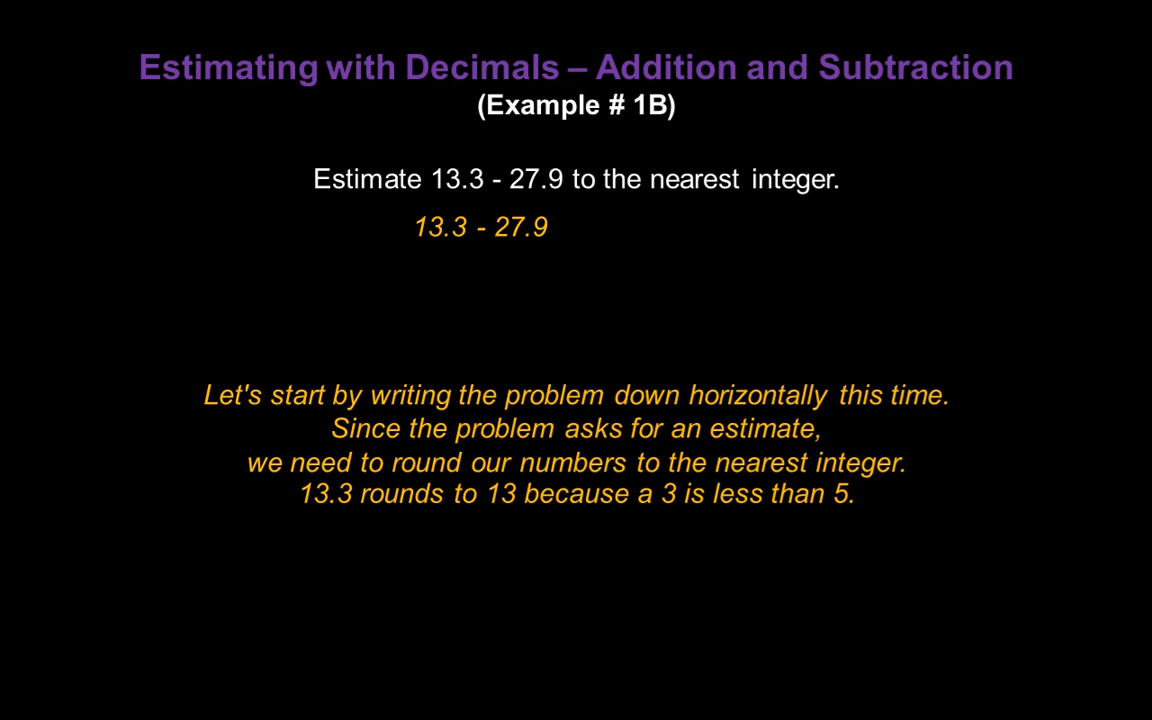 Estimating with Decimals – Addition and Subtraction
(Example # 1B)
Estimate 13.3 - 27.9 to the nearest integer.
13.3 - 27.9
Let's start by writing the problem down horizontally this time.
Since the problem asks for an estimate,
we need to round our numbers to the nearest integer.
13.3 rounds to 13 because a 3 is less than 5.